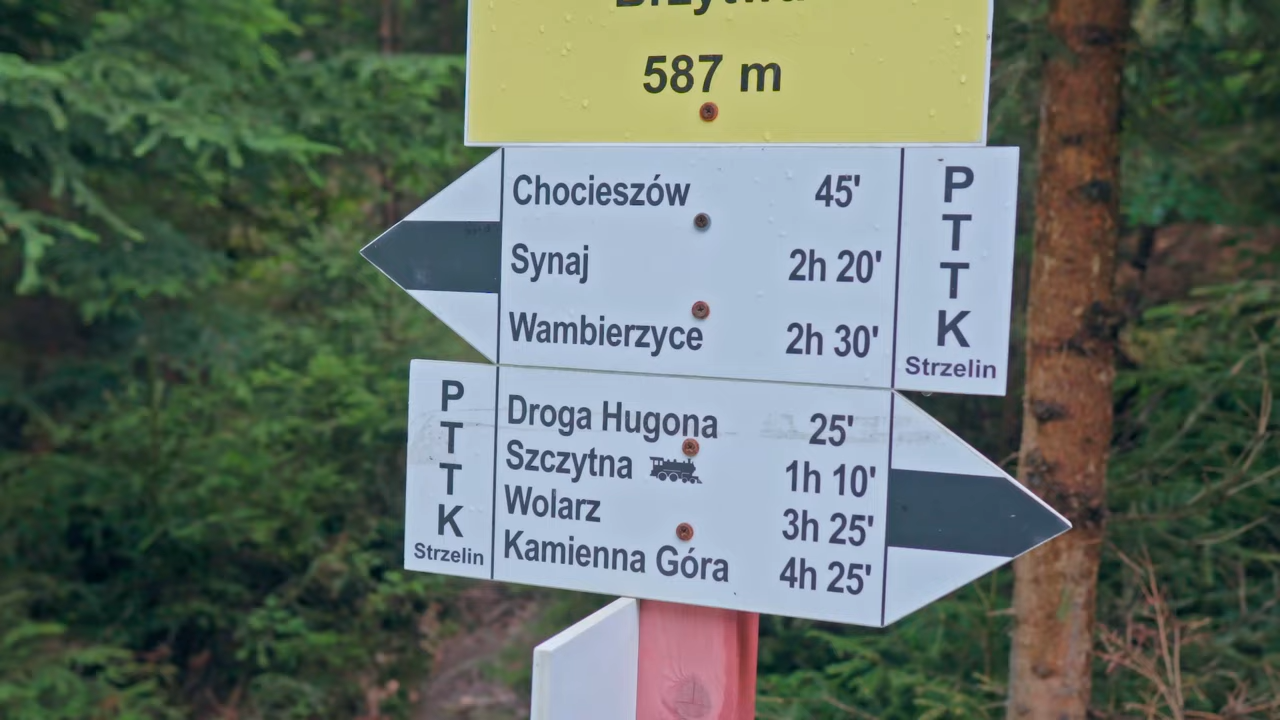 587 m
Chocieszów 45'
Synaj 2h 20'
Wambierzyce 2h 30'
PTTK
Strzelin
PTTK
Strzelin
Droga Hugona 25'
Szczytna 1h 10'
Wolarz 3h 25'
Kamienna Góra 4h 25'